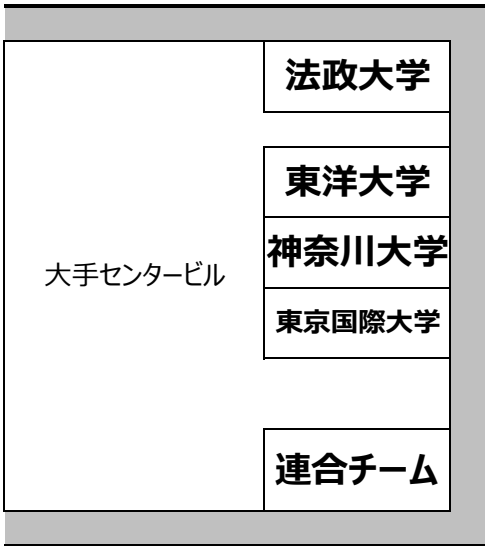 法政大学
東洋大学
神奈川大学
大手センタービル
東京国際大学
連合チーム